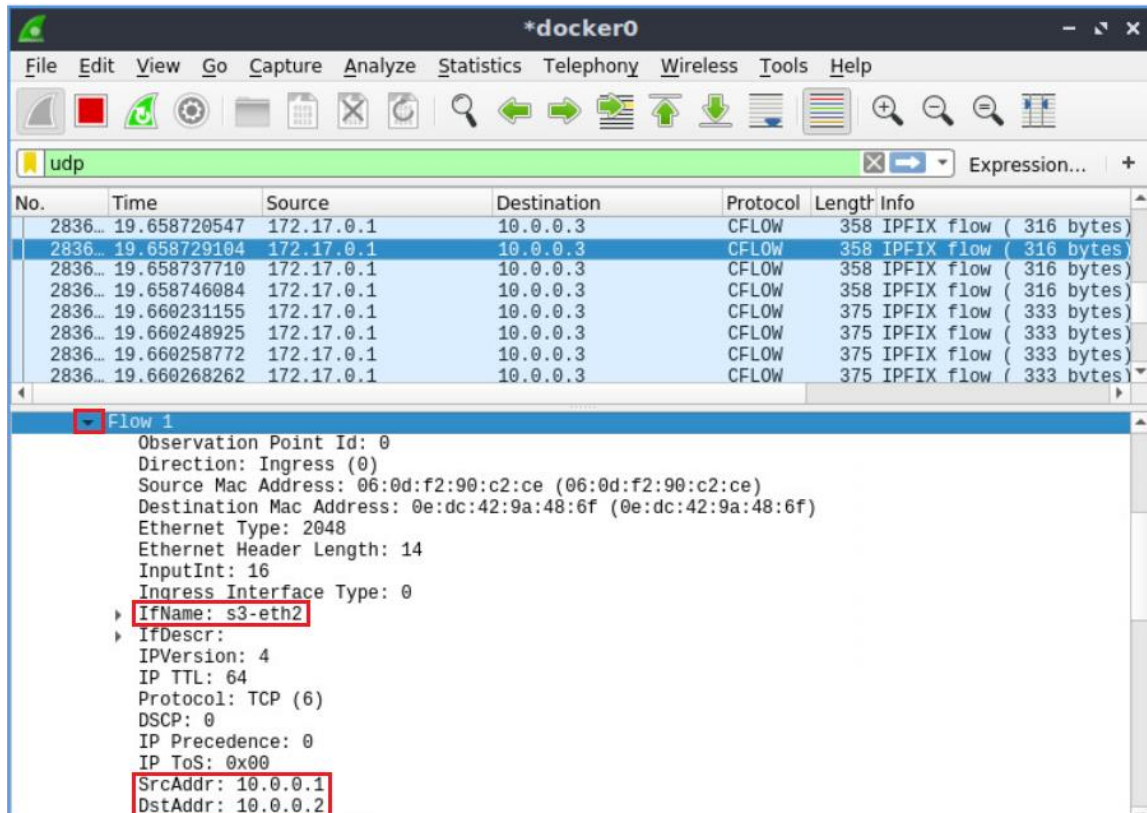 *docker0
File Edit View Go Capture Analyze Statistics Telephony Wireless Tools Help
udp Expression... +
No. Time Source Destination Protocol Length Info
2836… 19.658720547 172.17.0.1 10.0.0.3 CFLOW 358 IPFIX flow ( 316 bytes)
2836… 19.658729104 172.17.0.1 10.0.0.3 CFLOW 358 IPFIX flow ( 316 bytes)
2836… 19.658737710 172.17.0.1 10.0.0.3 CFLOW 358 IPFIX flow ( 316 bytes)
2836… 19.658746084 172.17.0.1 10.0.0.3 CFLOW 358 IPFIX flow ( 316 bytes)
2836… 19.660231155 172.17.0.1 10.0.0.3 CFLOW 375 IPFIX flow ( 333 bytes)
2836… 19.660248925 172.17.0.1 10.0.0.3 CFLOW 375 IPFIX flow ( 333 bytes)
2836… 19.660258772 172.17.0.1 10.0.0.3 CFLOW 375 IPFIX flow ( 333 bytes)
2836… 19.660268262 172.17.0.1 10.0.0.3 CFLOW 375 IPFIX flow ( 333 bytes)
Flow 1
Observation Point Id: 0
Direction: Ingress (0)
Source Mac Address: 06:0d:f2:90:c2:ce (06:0d:f2:90:c2:ce)
Destination Mac Address: 0e:dc:42:9a:48:6f (0e:dc:42:9a:48:6f)
Ethernet Type: 2048
Ethernet Header Length: 14
InputInt: 16
Ingress Interface Type: 0
IfName: s3-eth2
IfDescr:
IPVersion: 4
IP TTL: 64
Protocol: TCP (6)
DSCP: 0
IP Precedence: 0
IP ToS: 0x00
SrcAddr: 10.0.0.1
DstAddr: 10.0.0.2